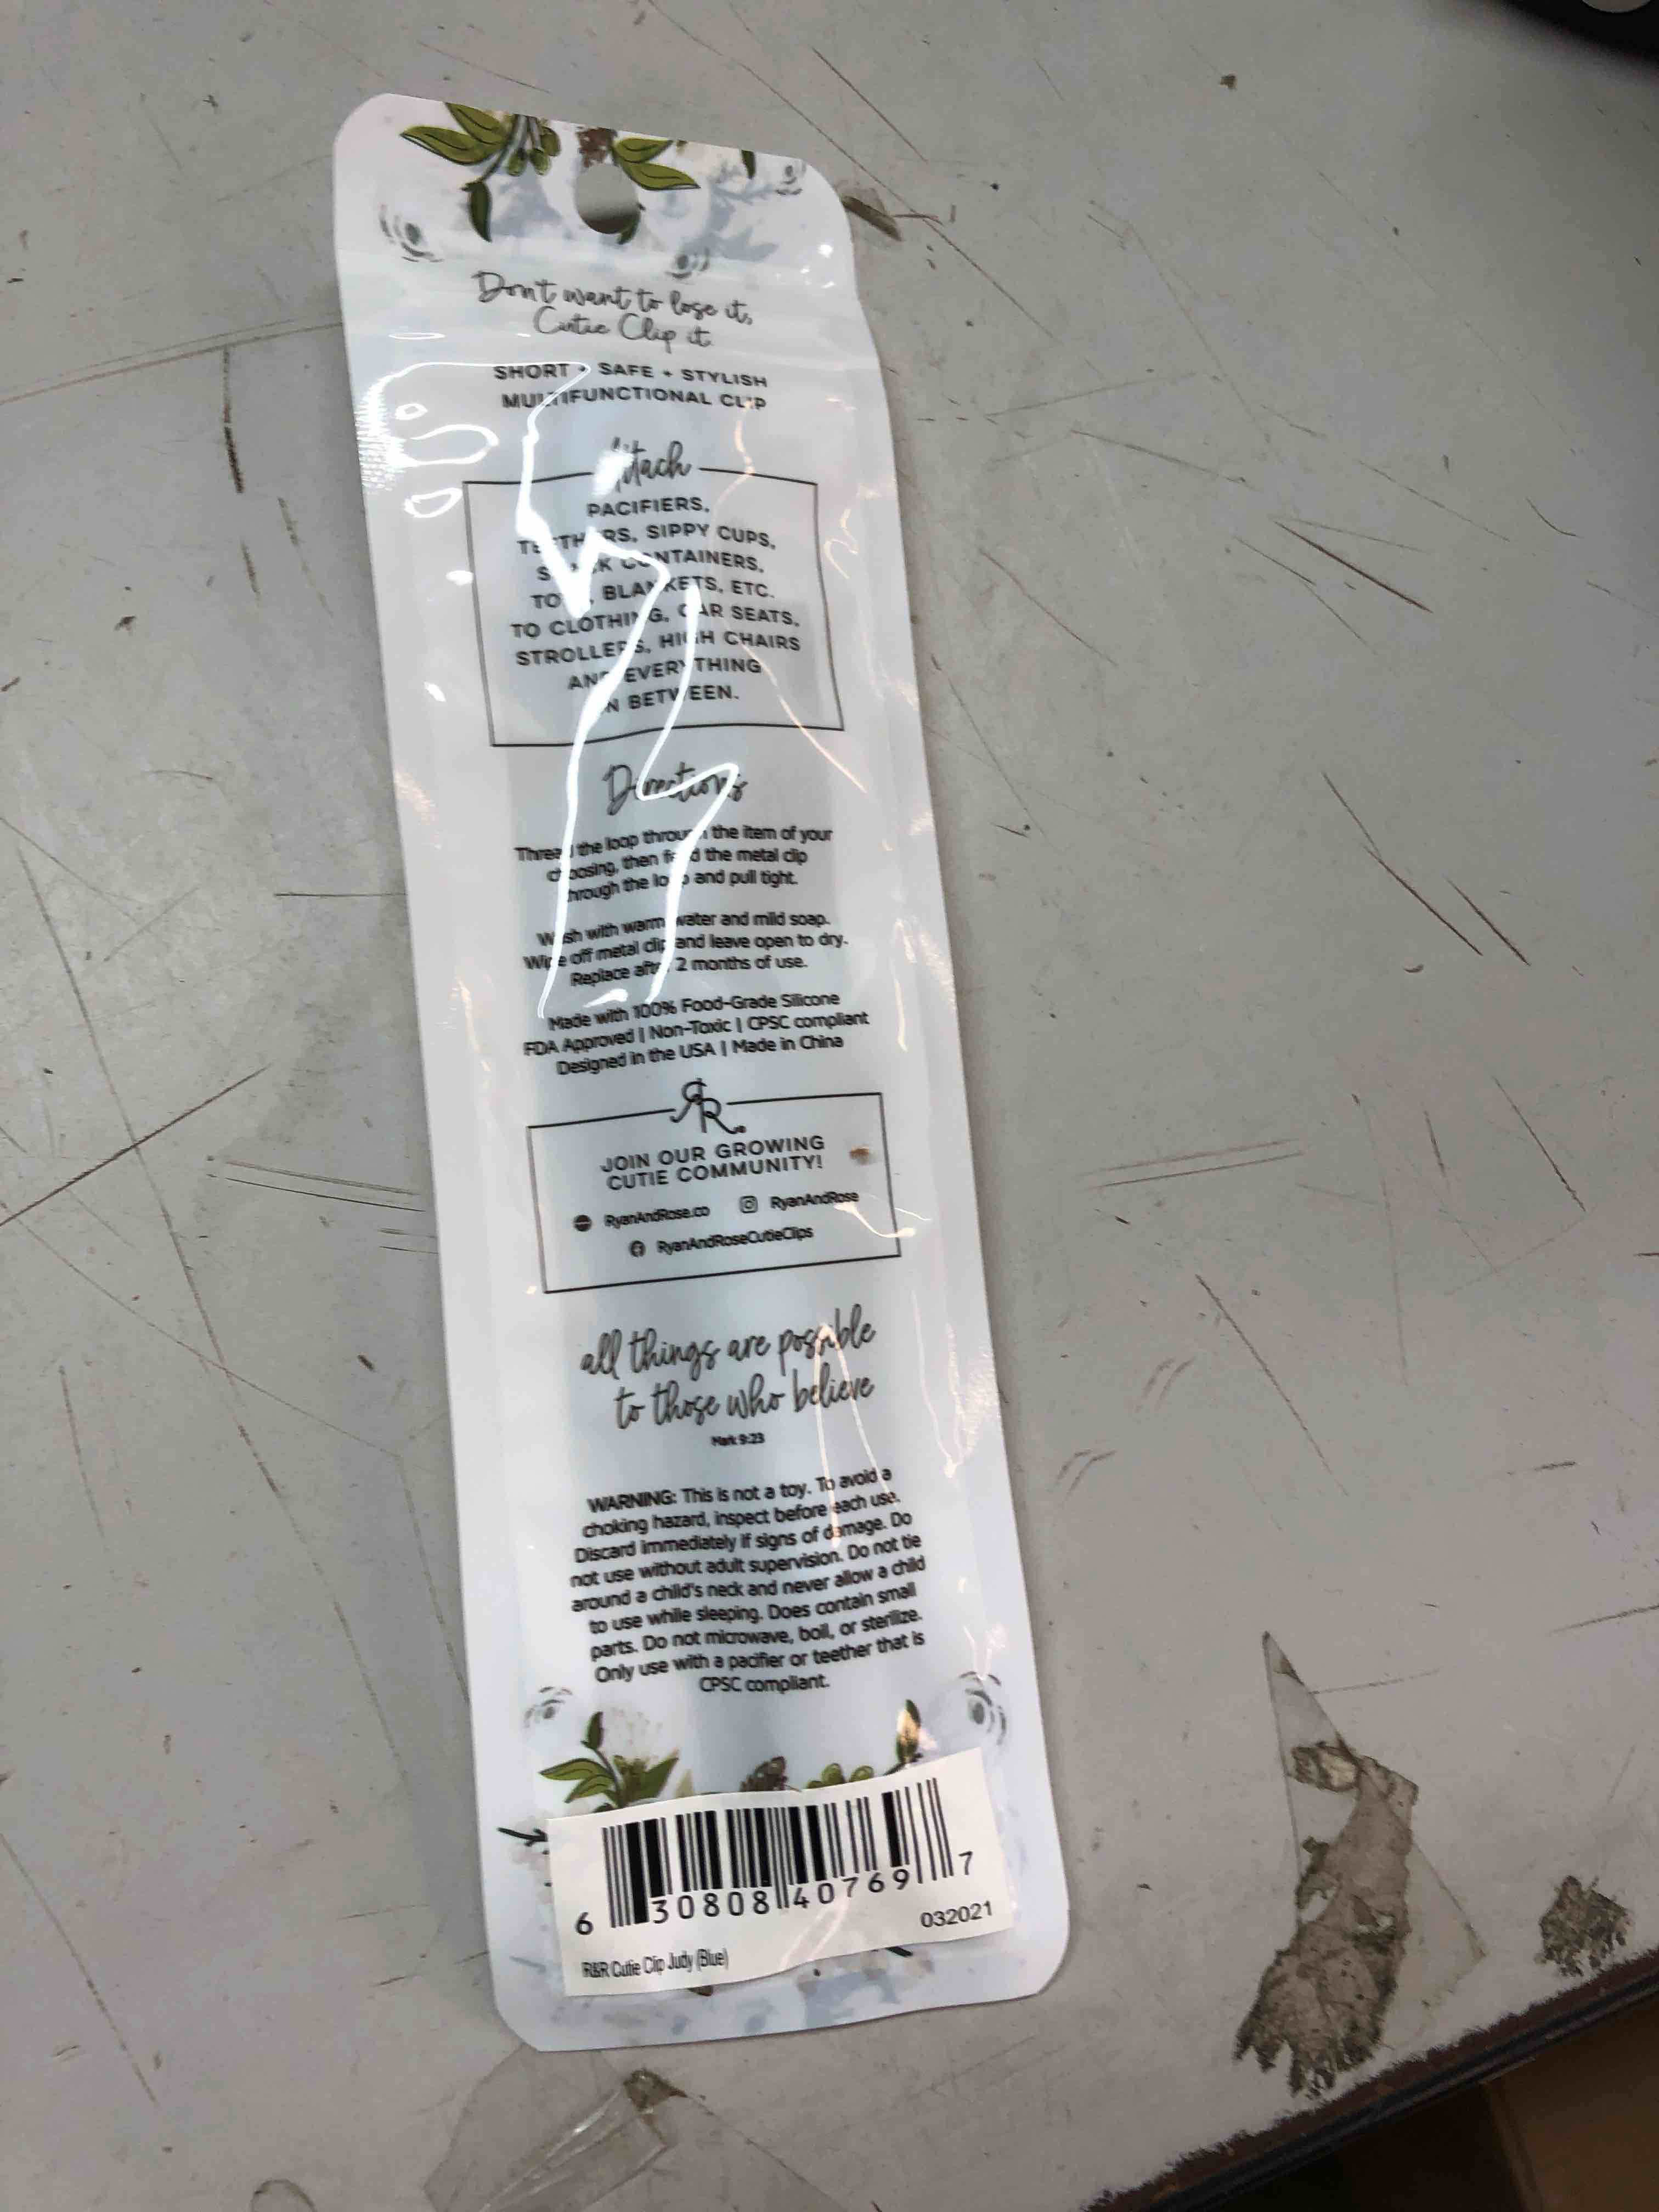 Don't want to lose it,
Cutie Clip it.
SHORT + SAFE + STYLISH
MULTIFUNCTIONAL CLIP
Attach
PACIFIERS,
TEETHERS, SIPPY CUPS,
SNACK CONTAINERS,
TOYS, BLANKETS, ETC.
TO CLOTHING, CAR SEATS,
STROLLERS, HIGH CHAIRS
AND EVERYTHING
IN BETWEEN.
Directions
Thread the loop through the item of your
choosing, then feed the metal clip
through the loop and pull tight.
Wash with warm water and mild soap.
Wipe off metal clip and leave open to dry.
Replace after 2 months of use.
Made with 100% Food-Grade Silicone
FDA Approved | Non-Toxic | CPSC compliant
Designed in the USA | Made in China
R&R
JOIN OUR GROWING
CUTIE COMMUNITY!
RyanAndRose.co RyanAndRose
RyanAndRoseCutieClips
all things are possible
to those who believe
Mark 9:23
WARNING: This is not a toy. To avoid a
choking hazard, inspect before each use.
Discard immediately if signs of damage. Do
not use without adult supervision. Do not tie
around a child's neck and never allow a child
to use while sleeping. Does contain small
parts. Do not microwave, boil, or sterilize.
Only use with a pacifier or teether that is
CPSC compliant.
6 30808 40769 7
032021
R&R Cutie Clip Judy (Blue)